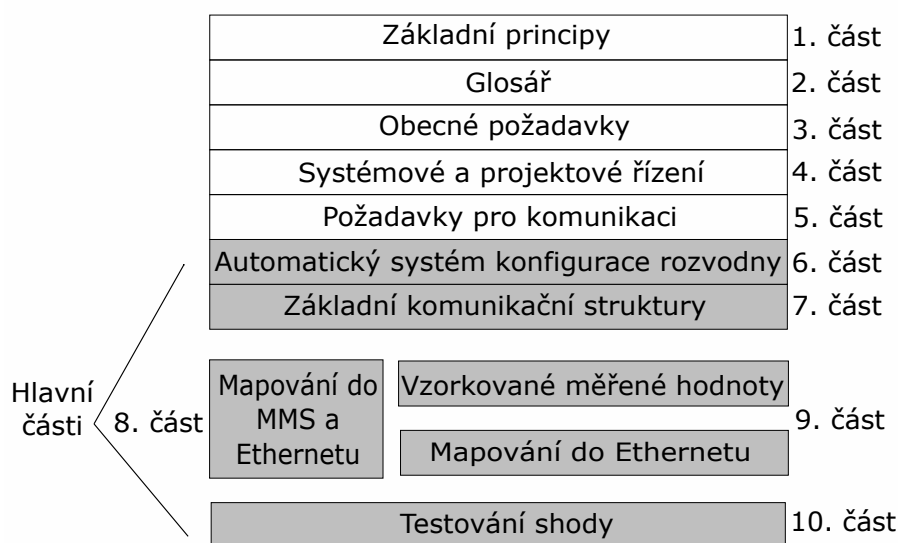 Základní principy 1. část
Glosář 2. část
Obecné požadavky 3. část
Systémové a projektové řízení 4. část
Požadavky pro komunikaci 5. část
Automatický systém konfigurace rozvodny 6. část
Základní komunikační struktury 7. část
Hlavní
části
8. část
Mapování do
MMS a
Ethernetu
Vzorkované měřené hodnoty
Mapování do Ethernetu
9. část
Testování shody 10. část